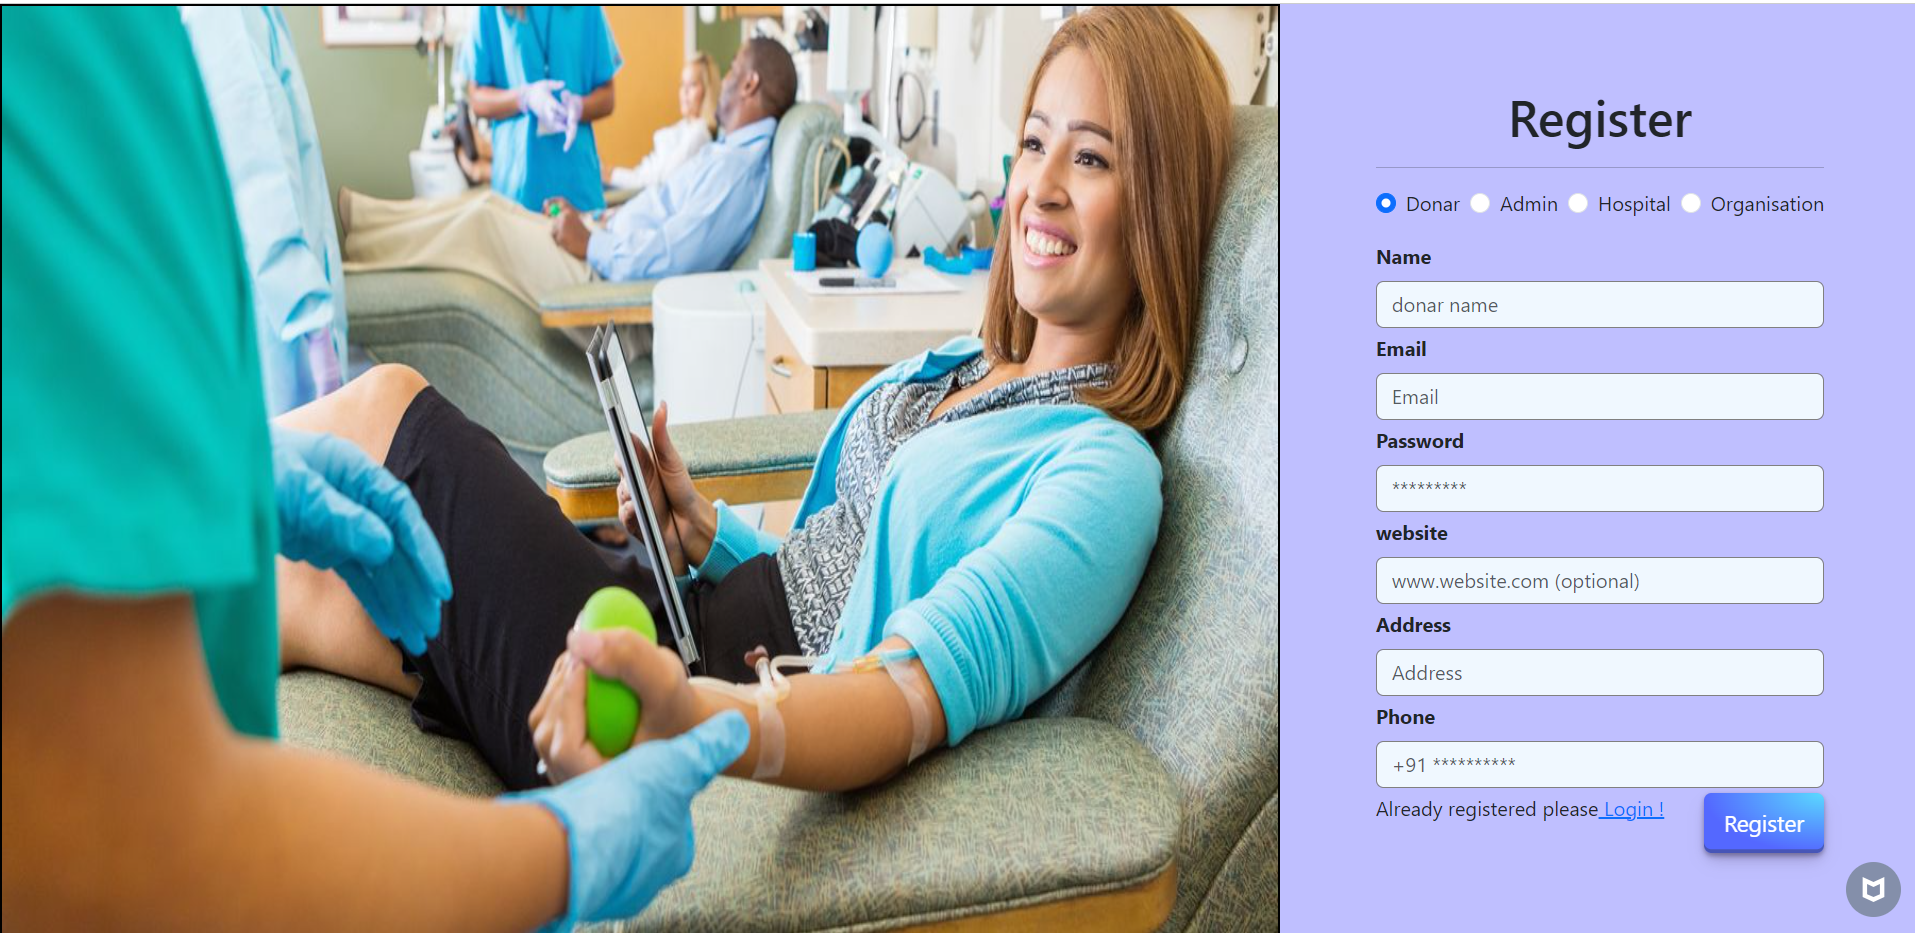 Register
Donar Admin Hospital Organisation
Name
donar name
Email
Email
Password
*********
website
www.website.com (optional)
Address
Address
Phone
+91 **********
Already registered please Login !
Register